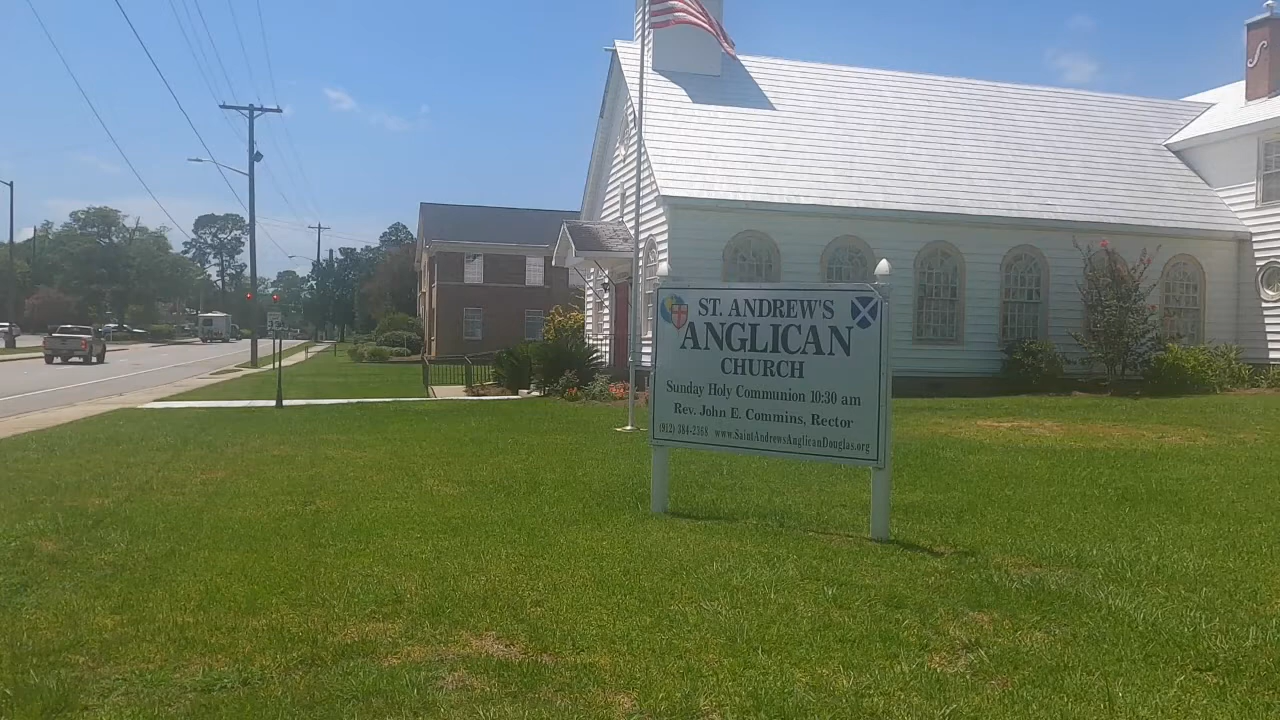 ST. ANDREW'S
ANGLICAN
CHURCH
Sunday Holy Communion 10:30 am
Rev. John E. Commins, Rector
(912) 384-2368 www.SaintAndrewsAnglicanDouglas.org
S